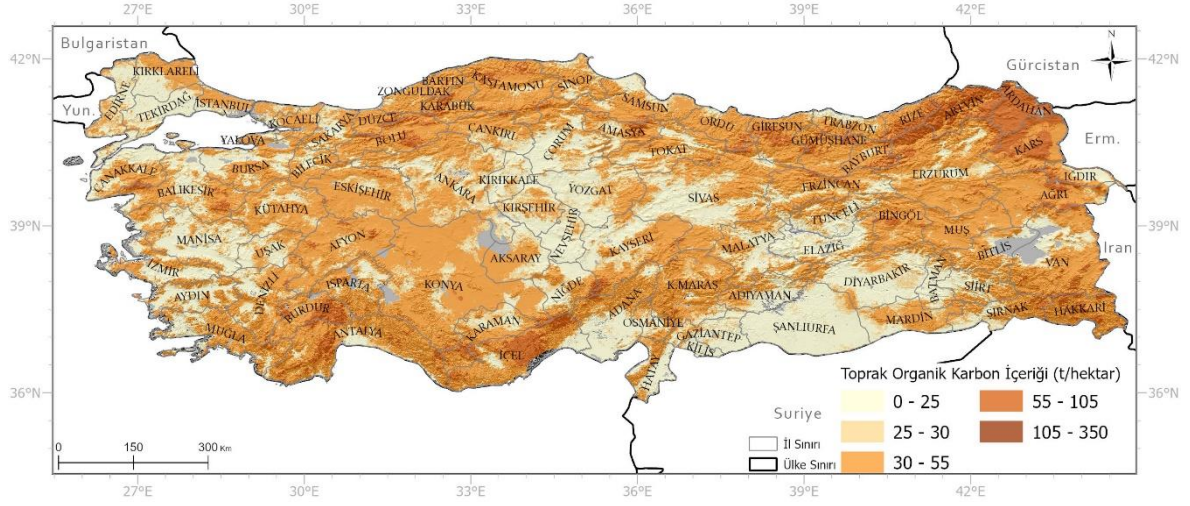 27°E 30°E 33°E 36°E 39°E 42°E
42°N 42°N
Bulgaristan
Gürcistan
N
Yun.
Erm.
KIRKLARELİ
EDİRNE
TEKİRDAĞ
İSTANBUL
KOCAELİ
YALOVA
SAKARYA
DÜZCE
ZONGULDAK
BARTIN
KARABÜK
KASTAMONU
SİNOP
SAMSUN
ORDU
GİRESUN
TRABZON
RİZE
ARTVİN
ARDAHAN
KARS
GÜMÜŞHANE
BAYBURT
BOLU
ÇANKIRI
ÇORUM
AMASYA
TOKAT
ÇANAKKALE
BALIKESİR
BURSA
BİLECİK
ESKİŞEHİR
ANKARA
KIRIKKALE
YOZGAT
SİVAS
ERZİNCAN
ERZURUM
IĞDIR
AĞRI
39°N 39°N
KÜTAHYA
KIRŞEHİR
TUNCELİ
BİNGÖL
MUŞ
MANİSA
UŞAK
AFYON
AKSARAY
NEVŞEHİR
KAYSERİ
MALATYA
ELAZIĞ
BİTLİS
VAN
Iran
İZMİR
AYDIN
DENİZLİ
ISPARTA
BURDUR
KONYA
NİĞDE
ADANA
K.MARAŞ
ADIYAMAN
DİYARBAKIR
BATMAN
SİİRT
ŞIRNAK
HAKKARİ
MUĞLA
ANTALYA
KARAMAN
İÇEL
OSMANİYE
GAZİANTEP
KİLİS
ŞANLIURFA
MARDİN
HATAY
36°N 36°N
Suriye
Toprak Organik Karbon İçeriği (t/hektar)
0 - 25 55 - 105
25 - 30 105 - 350
30 - 55
İl Sınırı
Ülke Sınırı
0 150 300 Km
27°E 30°E 33°E 36°E 39°E 42°E